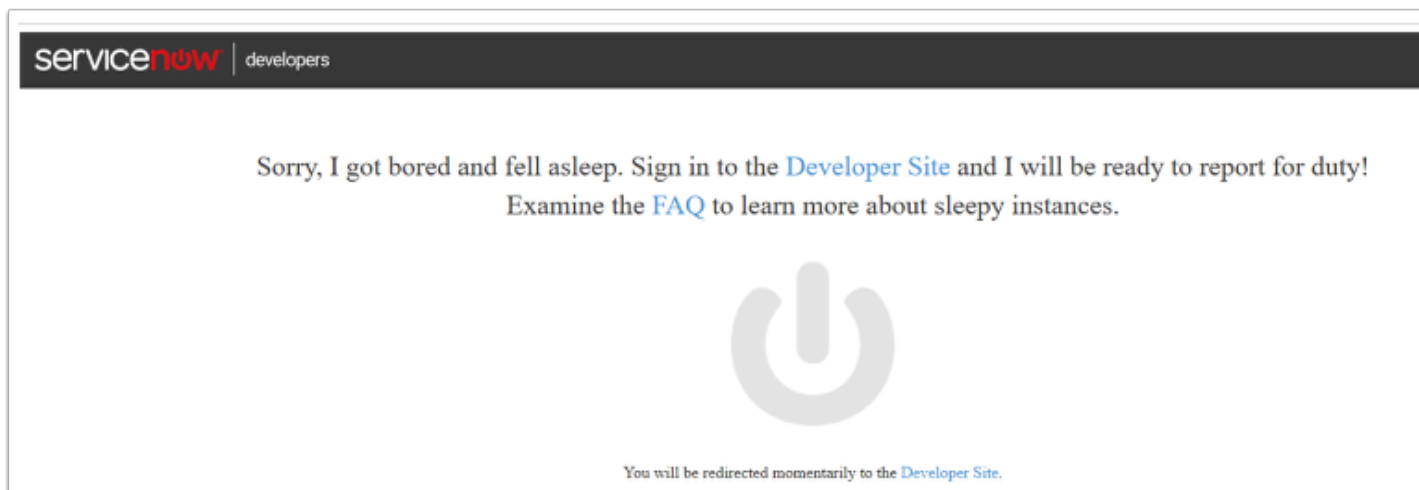 servicenow developers
Sorry, I got bored and fell asleep. Sign in to the Developer Site and I will be ready to report for duty!
Examine the FAQ to learn more about sleepy instances.
You will be redirected momentarily to the Developer Site.